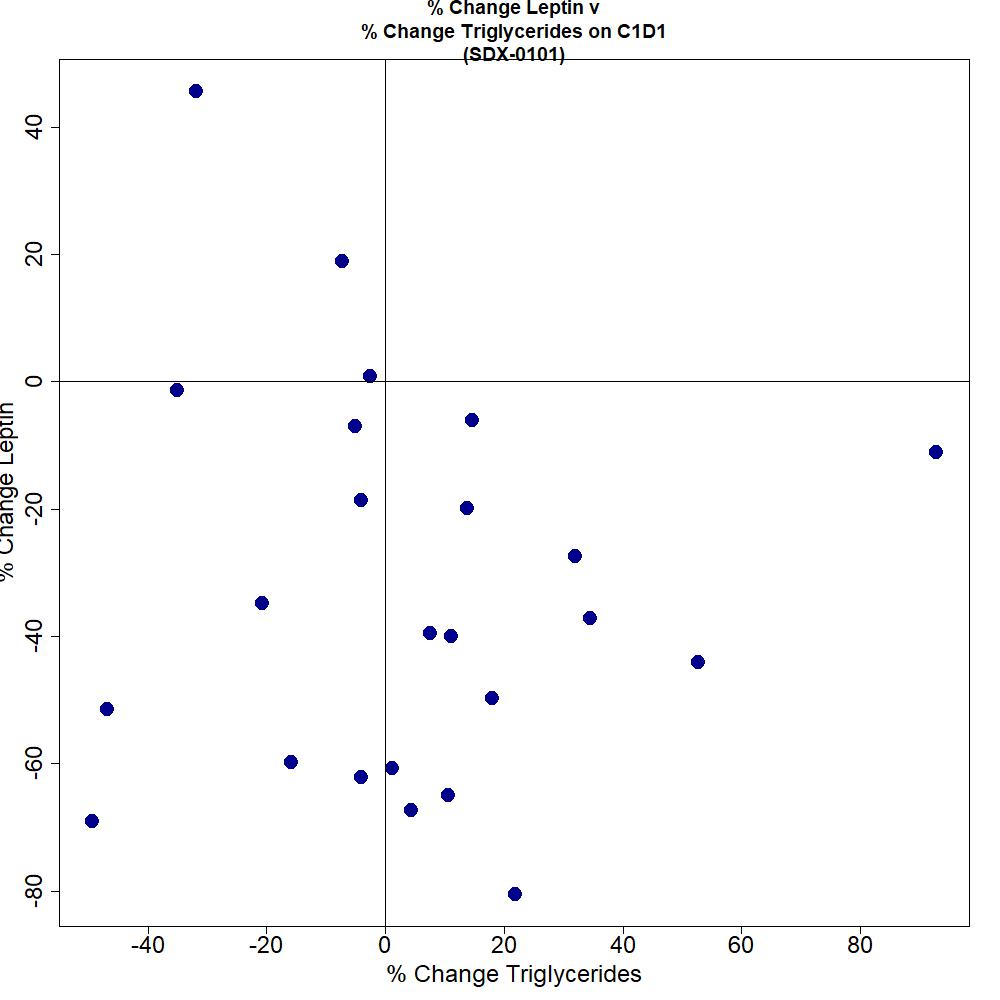 % Change Leptin v
% Change Triglycerides on C1D1
(SDX-0101)
% Change Leptin
40
20
0
-20
-40
-60
-80
-40
-20
0
20
40
60
80
% Change Triglycerides